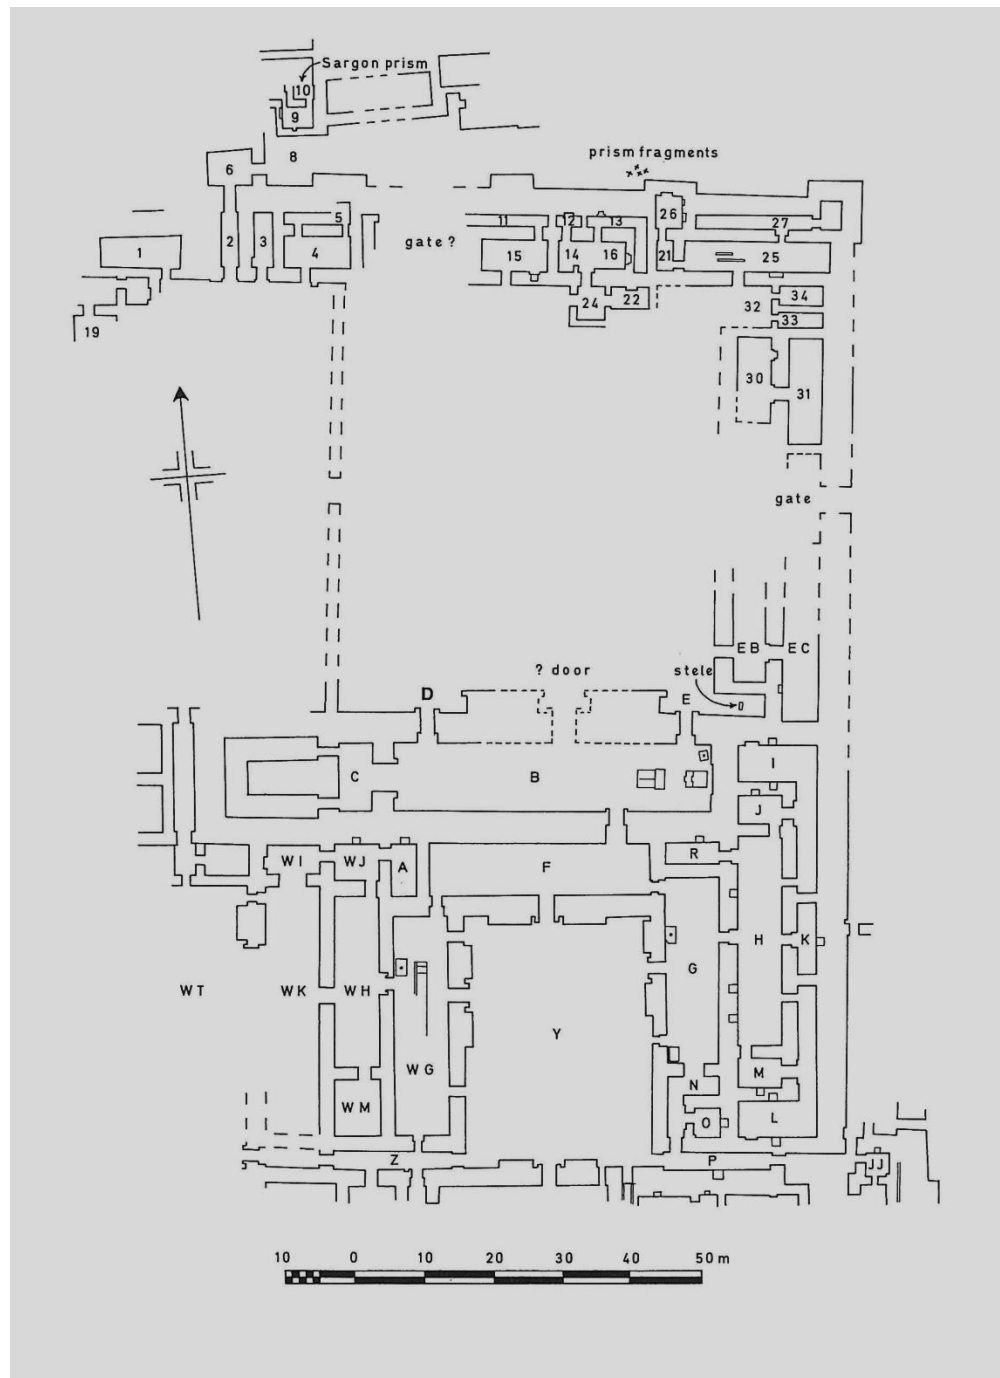 Sargon prism
10
9
8
prism fragments
6
26
5
11
12
13
27
1
2
3
4
gate ?
15
14
16
21
25
24
22
34
32
33
19
30
31
gate
EB
EC
? door
stele
D
E
C
B
I
J
WI
WJ
A
F
R
H
K
G
WT
WK
WH
Y
WG
M
N
WM
O
L
Z
P
JJ
10 0 10 20 30 40 50 m